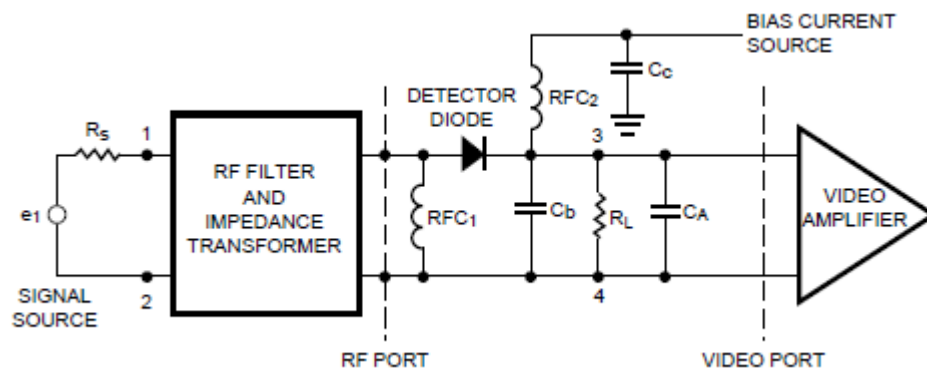 BIAS CURRENT
SOURCE
Cc
RFC2
DETECTOR
DIODE
Rs
1
3
RF FILTER
AND
IMPEDANCE
TRANSFORMER
e1
RFC1
Cb
RL
CA
VIDEO
AMPLIFIER
2
4
SIGNAL
SOURCE
RF PORT
VIDEO PORT